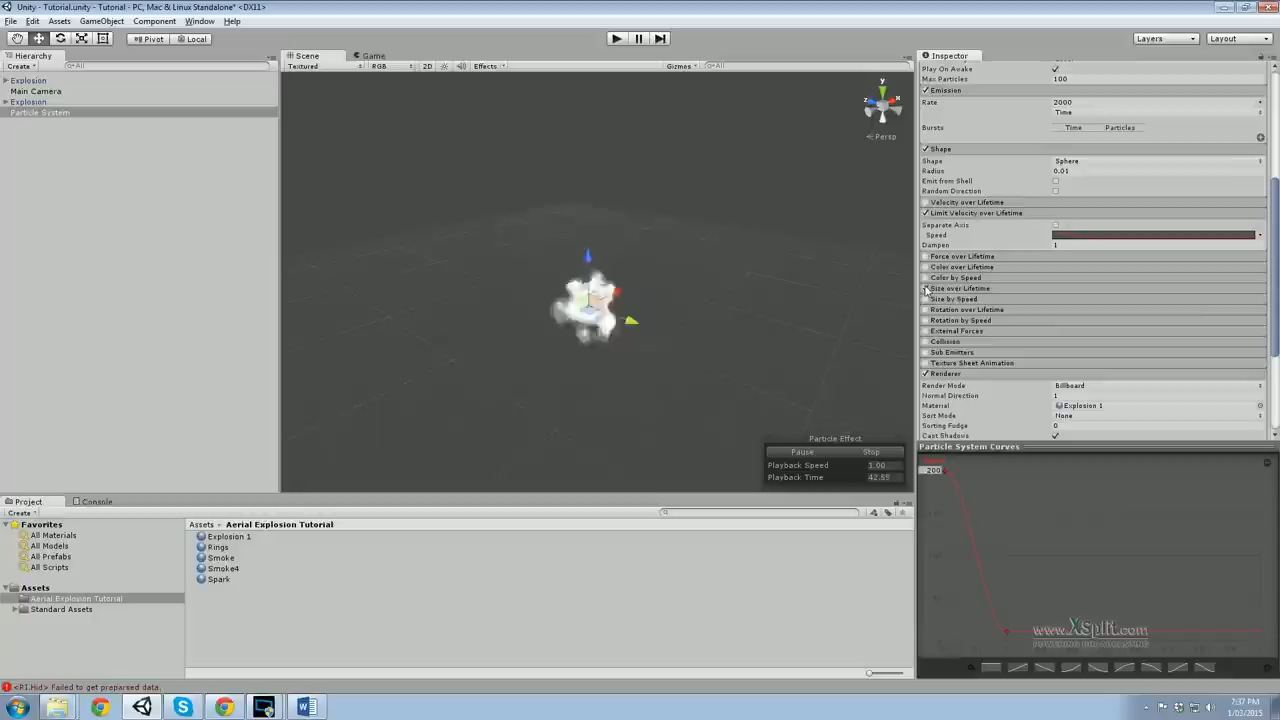 Unity - Tutorial.unity - Tutorial - PC, Mac & Linux Standalone* <DX11>
File Edit Assets GameObject Component Window Help
Pivot Local Layers Layout
Hierarchy
Create All
Explosion
Main Camera
Explosion
Particle System
Scene Game
Textured RGB 2D Effects Gizmos All
y
z x
Persp
Particle Effect
Pause Stop
Playback Speed 1.00
Playback Time 42.55
Inspector
Play On Awake
Max Particles 100
Emission
Rate 2000
Time
Bursts Time Particles
Shape
Shape Sphere
Radius 0.01
Emit from Shell
Random Direction
Velocity over Lifetime
Limit Velocity over Lifetime
Separate Axis
Speed
Dampen 1
Force over Lifetime
Color over Lifetime
Color by Speed
Size over Lifetime
Size by Speed
Rotation over Lifetime
Rotation by Speed
External Forces
Collision
Sub Emitters
Texture Sheet Animation
Renderer
Render Mode Billboard
Normal Direction 1
Material Explosion 1
Sort Mode None
Sorting Fudge 0
Cast Shadows
Particle System Curves
200
www.XSplit.com
POWERING BROADCASTING
Project Console
Create
Favorites
All Materials
All Models
All Prefabs
All Scripts
Assets
Aerial Explosion Tutorial
Standard Assets
Assets Aerial Explosion Tutorial
Explosion 1
Rings
Smoke
Smoke4
Spark
<RI.Hid> Failed to get preparsed data.
7:37 PM
1/03/2015